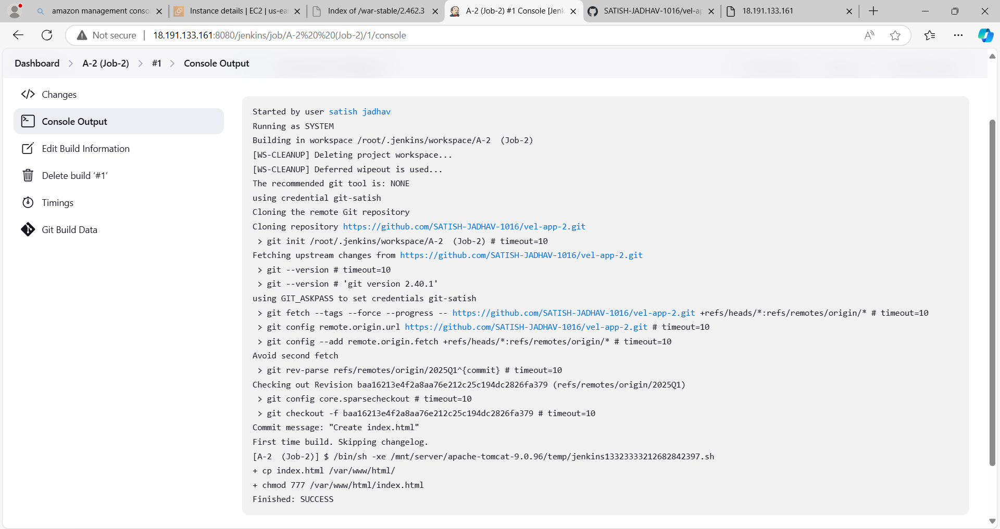 amazon management conso
Instance details | EC2 | us-ea
Index of /war-stable/2.462.3
A-2 (Job-2) #1 Console [Jenk
SATISH-JADHAV-1016/vel-ap
18.191.133.161
Not secure
18.191.133.161:8080/jenkins/job/A-2%20%20(Job-2)/1/console
Dashboard > A-2 (Job-2) > #1 > Console Output
Changes
Console Output
Edit Build Information
Delete build ‘#1’
Timings
Git Build Data
Started by user satish jadhav
Running as SYSTEM
Building in workspace /root/.jenkins/workspace/A-2  (Job-2)
[WS-CLEANUP] Deleting project workspace...
[WS-CLEANUP] Deferred wipeout is used...
The recommended git tool is: NONE
using credential git-satish
Cloning the remote Git repository
Cloning repository https://github.com/SATISH-JADHAV-1016/vel-app-2.git
 > git init /root/.jenkins/workspace/A-2  (Job-2) # timeout=10
Fetching upstream changes from https://github.com/SATISH-JADHAV-1016/vel-app-2.git
 > git --version # timeout=10
 > git --version # 'git version 2.40.1'
using GIT_ASKPASS to set credentials git-satish
 > git fetch --tags --force --progress -- https://github.com/SATISH-JADHAV-1016/vel-app-2.git +refs/heads/*:refs/remotes/origin/* # timeout=10
 > git config remote.origin.url https://github.com/SATISH-JADHAV-1016/vel-app-2.git # timeout=10
 > git config --add remote.origin.fetch +refs/heads/*:refs/remotes/origin/* # timeout=10
Avoid second fetch
 > git rev-parse refs/remotes/origin/2025Q1^{commit} # timeout=10
Checking out Revision baa16213e4f2a8aa76e212c25c194dc2826fa379 (refs/remotes/origin/2025Q1)
 > git config core.sparsecheckout # timeout=10
 > git checkout -f baa16213e4f2a8aa76e212c25c194dc2826fa379 # timeout=10
Commit message: "Create index.html"
First time build. Skipping changelog.
[A-2  (Job-2)] $ /bin/sh -xe /mnt/server/apache-tomcat-9.0.96/temp/jenkins13323333212682842397.sh
+ cp index.html /var/www/html/
+ chmod 777 /var/www/html/index.html
Finished: SUCCESS